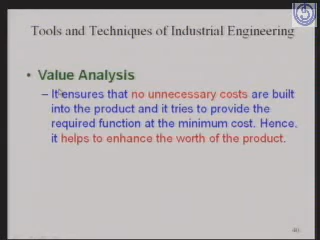 Tools and Techniques of Industrial Engineering
• Value Analysis
– It ensures that no unnecessary costs are built
into the product and it tries to provide the
required function at the minimum cost. Hence,
it helps to enhance the worth of the product.